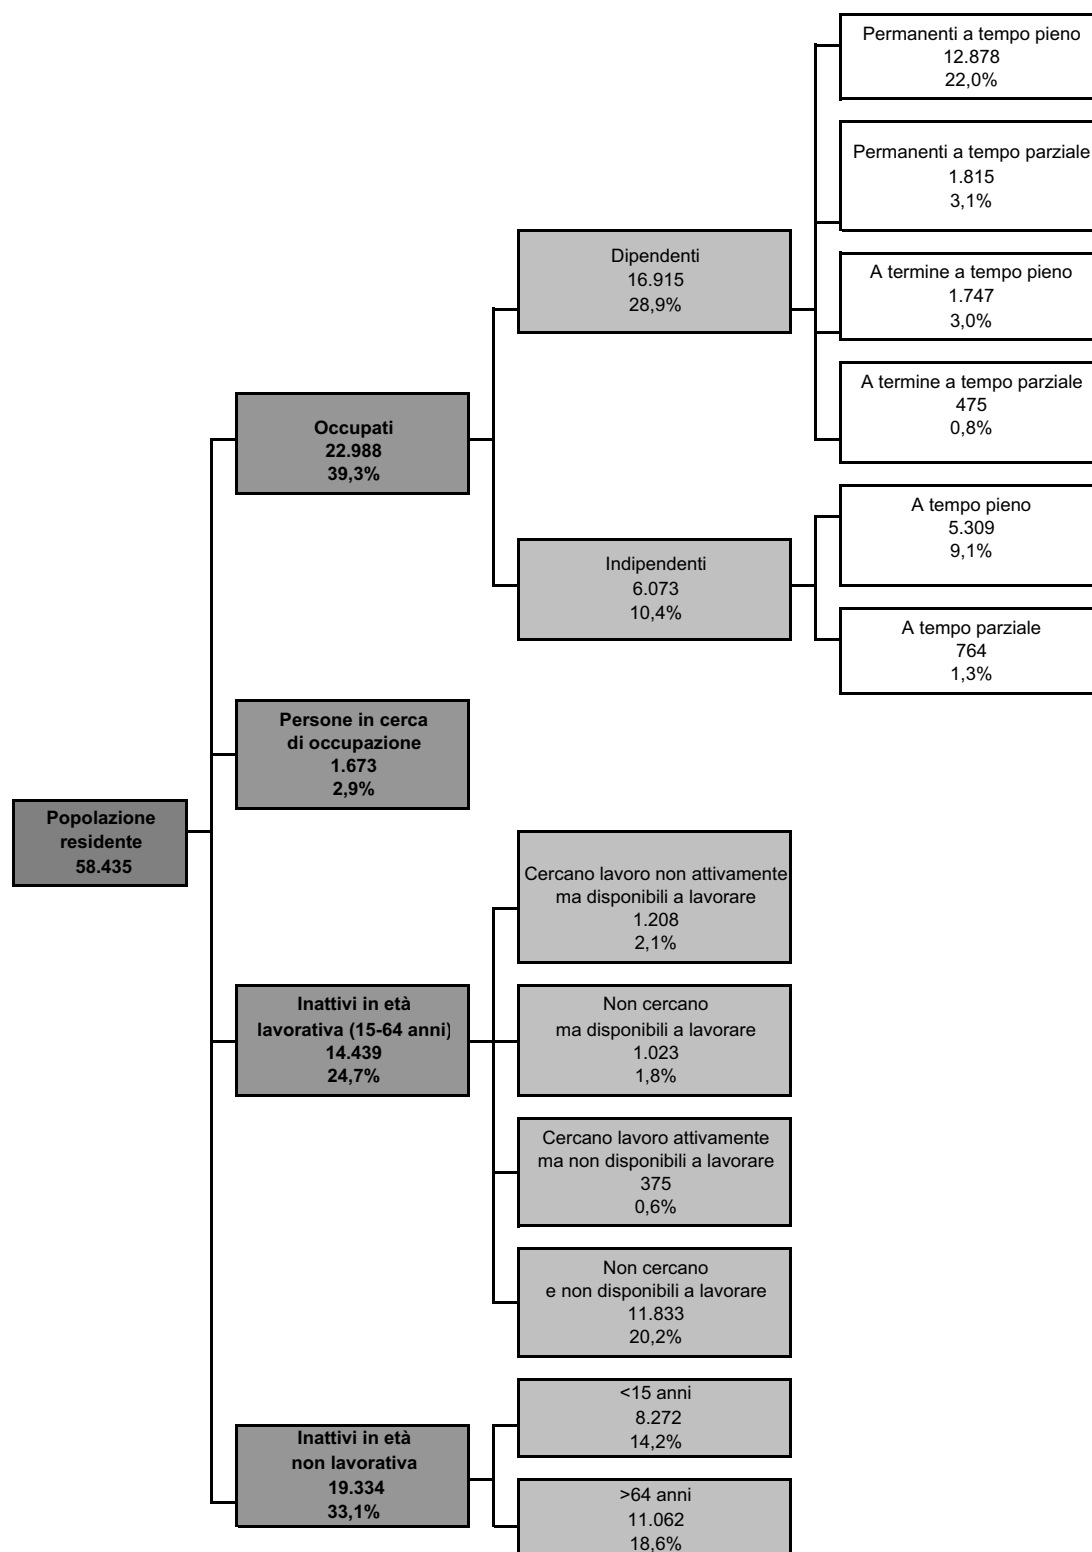 Popolazione
residente
58.435
Occupati
22.988
39,3%
Dipendenti
16.915
28,9%
Permanenti a tempo pieno
12.878
22,0%
Permanenti a tempo parziale
1.815
3,1%
A termine a tempo pieno
1.747
3,0%
A termine a tempo parziale
475
0,8%
Indipendenti
6.073
10,4%
A tempo pieno
5.309
9,1%
A tempo parziale
764
1,3%
Persone in cerca
di occupazione
1.673
2,9%
Inattivi in età
lavorativa (15-64 anni)
14.439
24,7%
Cercano lavoro non attivamente
ma disponibili a lavorare
1.208
2,1%
Non cercano
ma disponibili a lavorare
1.023
1,8%
Cercano lavoro attivamente
ma non disponibili a lavorare
375
0,6%
Non cercano
e non disponibili a lavorare
11.833
20,2%
Inattivi in età
non lavorativa
19.334
33,1%
<15 anni
8.272
14,2%
>64 anni
11.062
18,6%